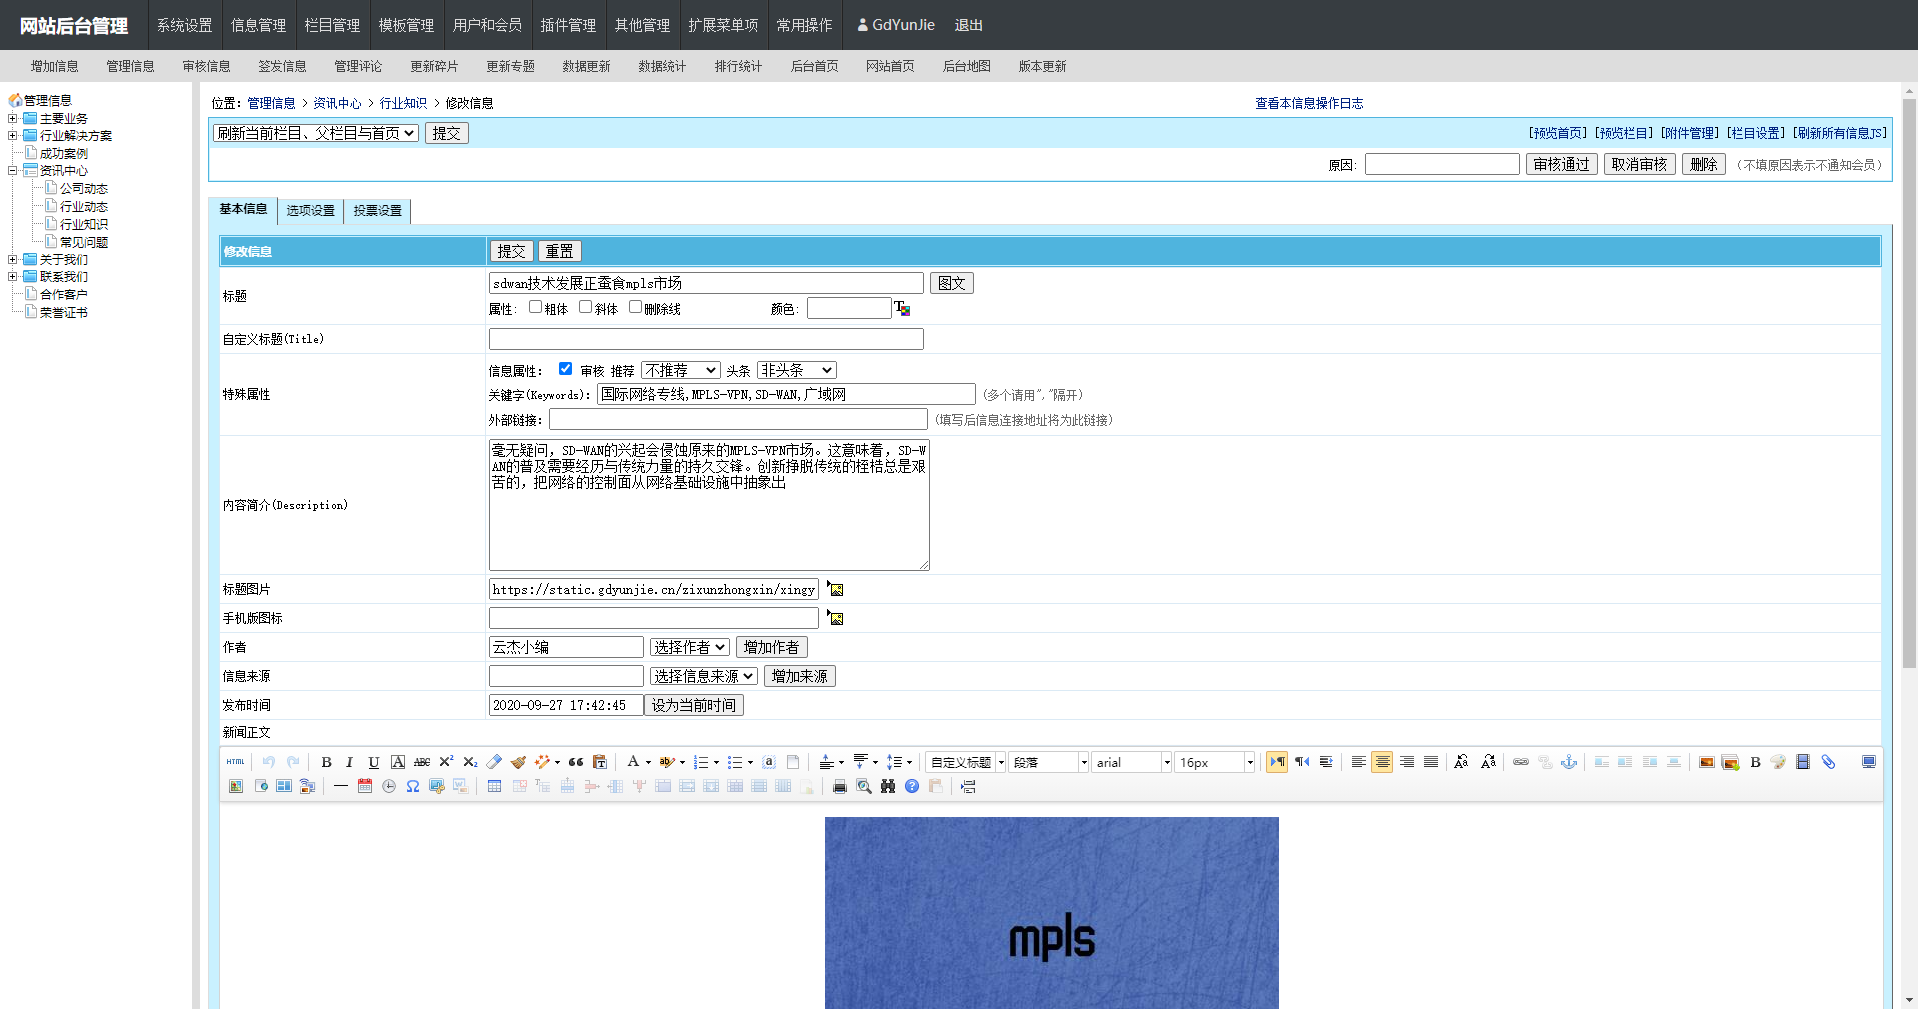 网站后台管理 系统设置 信息管理 栏目管理 模板管理 用户和会员 插件管理 其他管理 扩展菜单项 常用操作 GdYunJie 退出
增加信息 管理信息 审核信息 签发信息 管理评论 更新碎片 更新专题 数据更新 数据统计 排行统计 后台首页 网站首页 后台地图 版本更新
管理信息
主要业务
行业解决方案
成功案例
资讯中心
公司动态
行业动态
行业知识
常见问题
关于我们
联系我们
合作客户
荣誉证书
位置：管理信息 > 资讯中心 > 行业知识 > 修改信息 查看本信息操作日志
刷新当前栏目、父栏目与首页 提交 [预览首页] [预览栏目] [附件管理] [栏目设置] [刷新所有信息JS]
原因： 审核通过 取消审核 删除 （不填原因表示不通知会员）
基本信息 选项设置 投票设置
修改信息 提交 重置
标题 sdwan技术发展正蚕食mpls市场 图文
属性： 粗体 斜体 删除线 颜色：
自定义标题(Title)
特殊属性 信息属性： 审核 推荐 不推荐 头条 非头条
关键字(Keywords)： 国际网络专线,MPLS-VPN,SD-WAN,广域网 (多个请用","隔开)
外部链接： (填写后信息连接地址将为此链接)
内容简介(Description)
毫无疑问，SD-WAN的兴起会侵蚀原来的MPLS-VPN市场。这意味着，SD-W
AN的普及需要经历与传统力量的持久交锋。创新挣脱传统的桎梏总是艰
苦的，把网络的控制面从网络基础设施中抽象出
标题图片 https://static.gdyunjie.cn/zixunzhongxin/xingy
手机版图标
作者 云杰小编 选择作者 增加作者
信息来源 选择信息来源 增加来源
发布时间 2020-09-27 17:42:45 设为当前时间
新闻正文
HTML B I U A ABC X² X₂ A ab 自定义标题 段落 arial 16px B
mpls